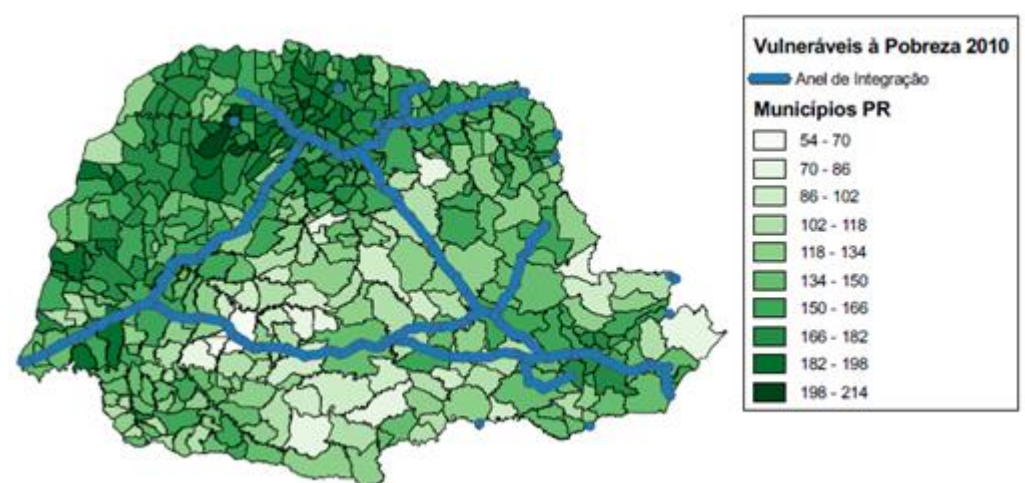 Vulneráveis à Pobreza 2010
Anel de Integração
Municípios PR
54 - 70
70 - 86
86 - 102
102 - 118
118 - 134
134 - 150
150 - 166
166 - 182
182 - 198
198 - 214